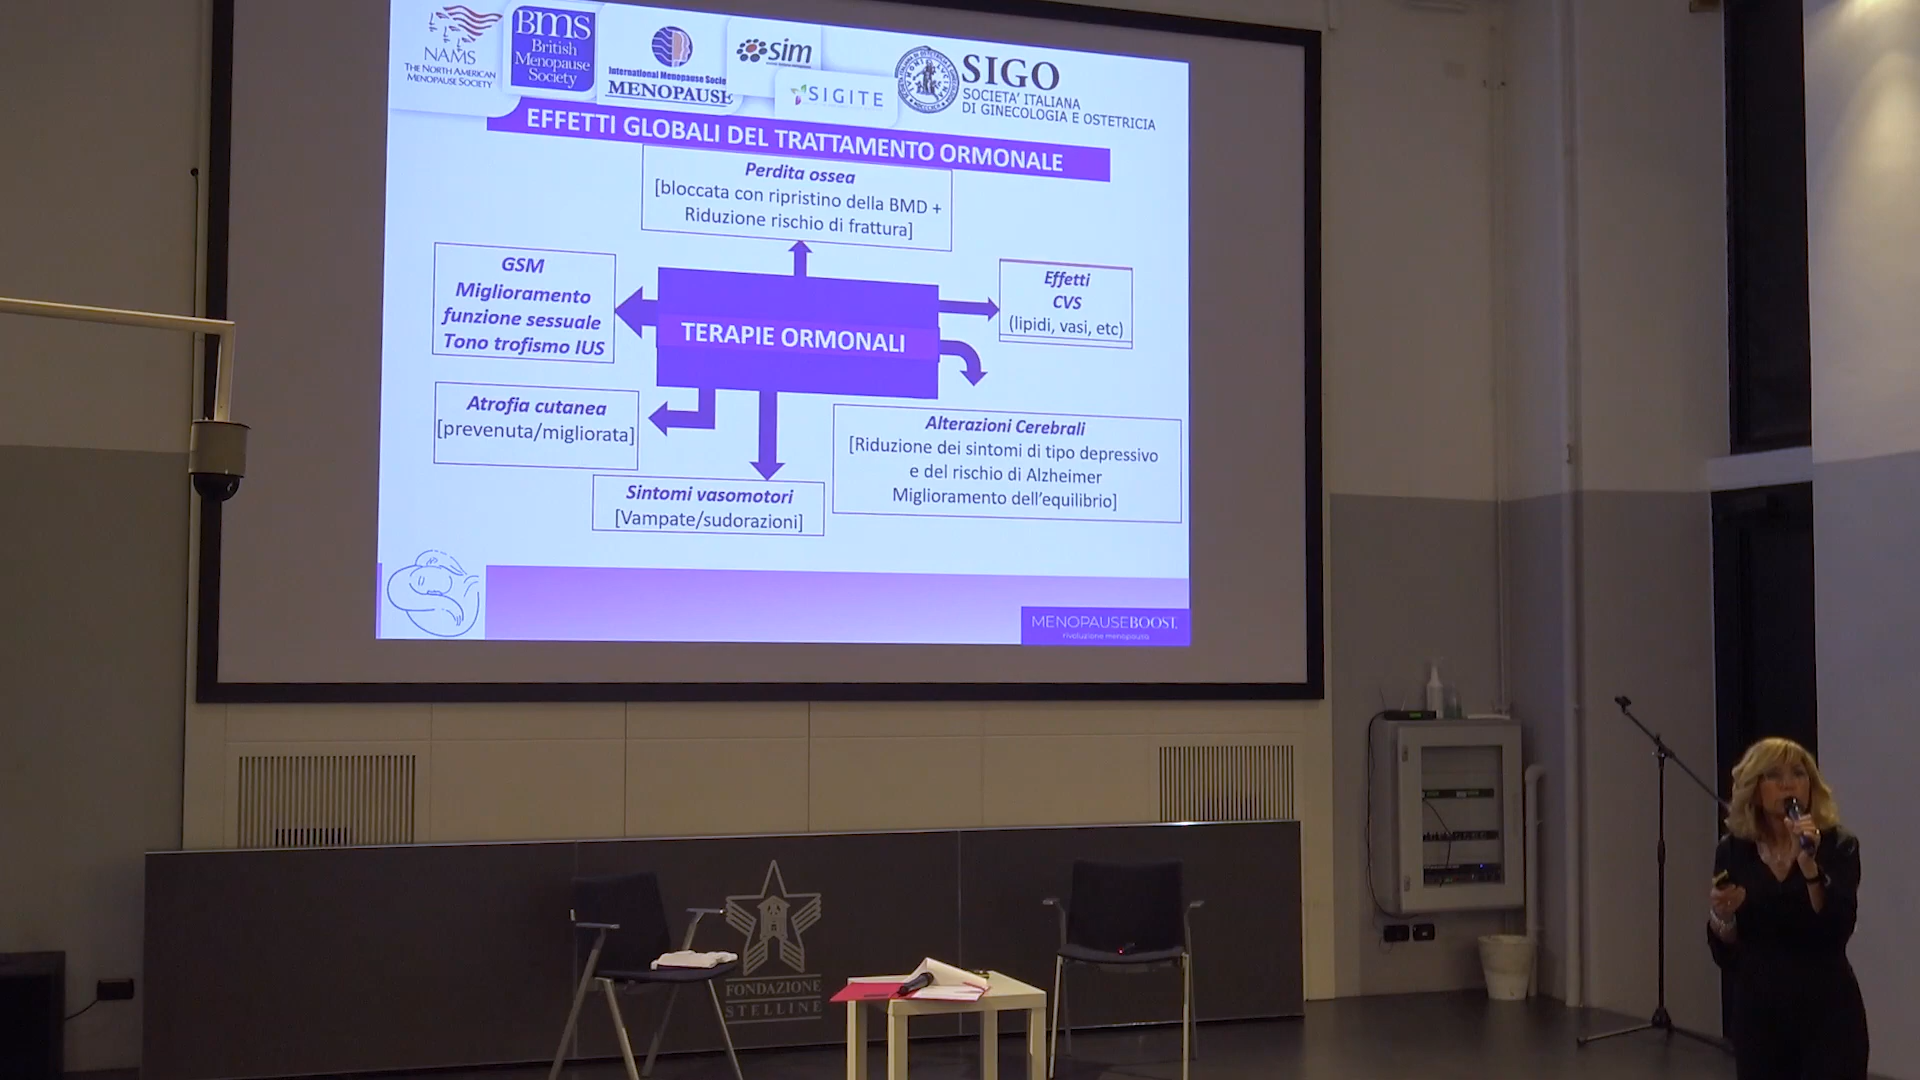 NAMS
THE NORTH AMERICAN
MENOPAUSE SOCIETY
BMS
British
Menopause
Society
International Menopause Socie
MENOPAUSE
sim
SIGITE
SIGO
SOCIETA' ITALIANA
DI GINECOLOGIA E OSTETRICIA
EFFETTI GLOBALI DEL TRATTAMENTO ORMONALE
Perdita ossea
[bloccata con ripristino della BMD +
Riduzione rischio di frattura]
GSM
Miglioramento
funzione sessuale
Tono trofismo IUS
Effetti
CVS
(lipidi, vasi, etc)
TERAPIE ORMONALI
Atrofia cutanea
[prevenuta/migliorata]
Alterazioni Cerebrali
[Riduzione dei sintomi di tipo depressivo
e del rischio di Alzheimer
Miglioramento dell'equilibrio]
Sintomi vasomotori
[Vampate/sudorazioni]
MENOPAUSEBOOST.
rivoluzione menopausa
FONDAZIONE
STELLINE